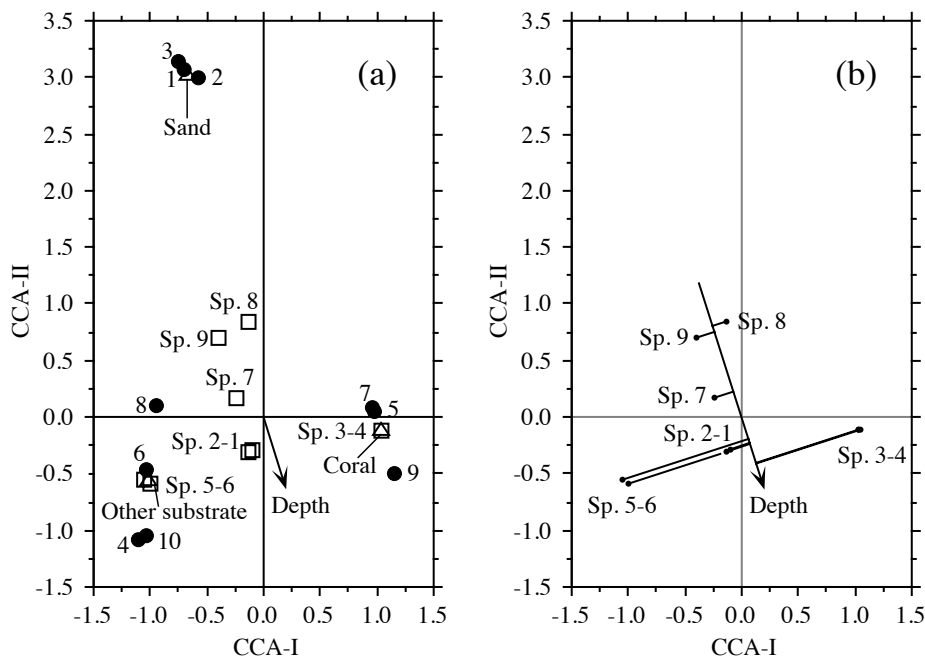 (a)
CCA-II
3.5
3.0
2.5
2.0
1.5
1.0
0.5
0.0
-0.5
-1.0
-1.5
3
1
2
Sand
Sp. 8
Sp. 9
Sp. 7
8
7
5
Sp. 2-1
Sp. 3-4
6
Coral
9
Sp. 5-6
Other substrate
Depth
4
10
-1.5 -1.0 -0.5 0.0 0.5 1.0 1.5
CCA-I
(b)
CCA-II
3.5
3.0
2.5
2.0
1.5
1.0
0.5
0.0
-0.5
-1.0
-1.5
Sp. 8
Sp. 9
Sp. 7
Sp. 2-1
Sp. 3-4
Sp. 5-6
Depth
-1.5 -1.0 -0.5 0.0 0.5 1.0 1.5
CCA-I